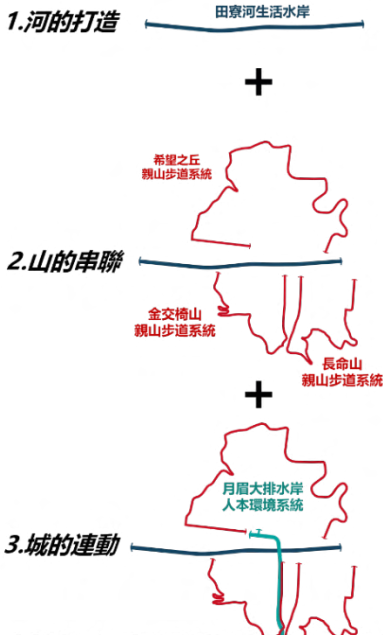 1.河的打造
田寮河生活水岸
+
希望之丘
親山步道系統
2.山的串聯
金交椅山
親山步道系統
長命山
親山步道系統
+
月眉大排水岸
人本環境系統
3.城的連動